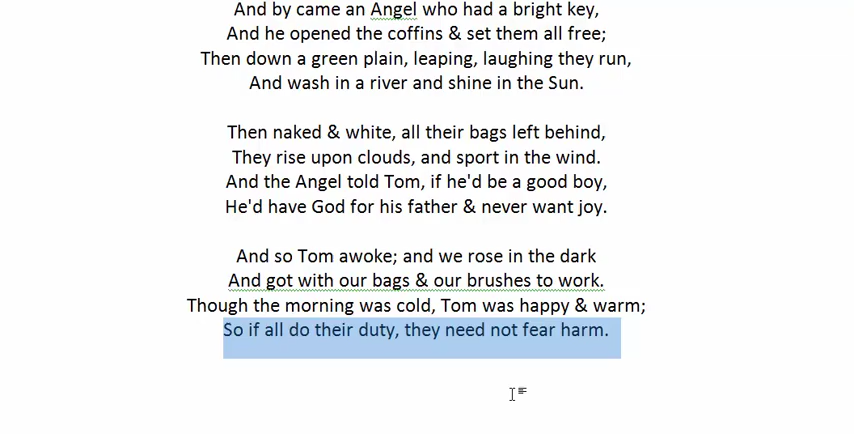 And by came an Angel who had a bright key,
And he opened the coffins & set them all free;
Then down a green plain, leaping, laughing they run,
And wash in a river and shine in the Sun.
Then naked & white, all their bags left behind,
They rise upon clouds, and sport in the wind.
And the Angel told Tom, if he'd be a good boy,
He'd have God for his father & never want joy.
And so Tom awoke; and we rose in the dark
And got with our bags & our brushes to work.
Though the morning was cold, Tom was happy & warm;
So if all do their duty, they need not fear harm.